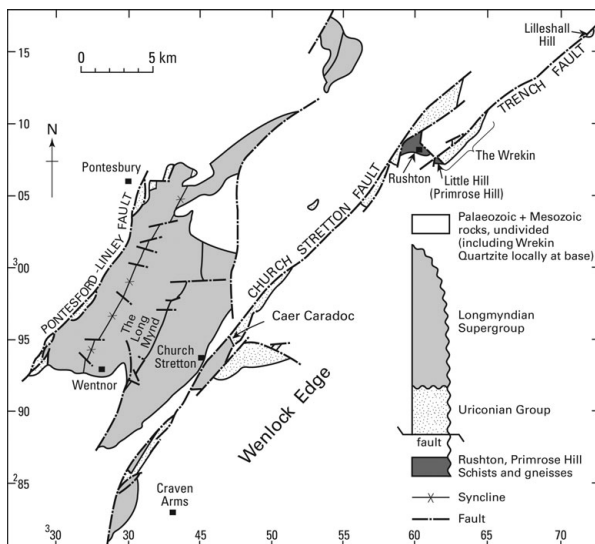 Lilleshall
Hill
15
0
5 km
10
N
Pontesbury
05
³00
95
90
²85
PONTESFORD-LINLEY FAULT
The Long
Mynd
Wentnor
Church
Stretton
Caer Caradoc
Wenlock Edge
Craven
Arms
CHURCH STRETTON FAULT
TRENCH FAULT
The Wrekin
Rushton
Little Hill
(Primrose Hill)
Palaeozoic + Mesozoic
rocks, undivided
(including Wrekin
Quartzite locally at base)
Longmyndian
Supergroup
Uriconian
Group
fault
Rushton, Primrose Hill
Schists and gneisses
Syncline
Fault
³30
30
45
50
55
60
65
70